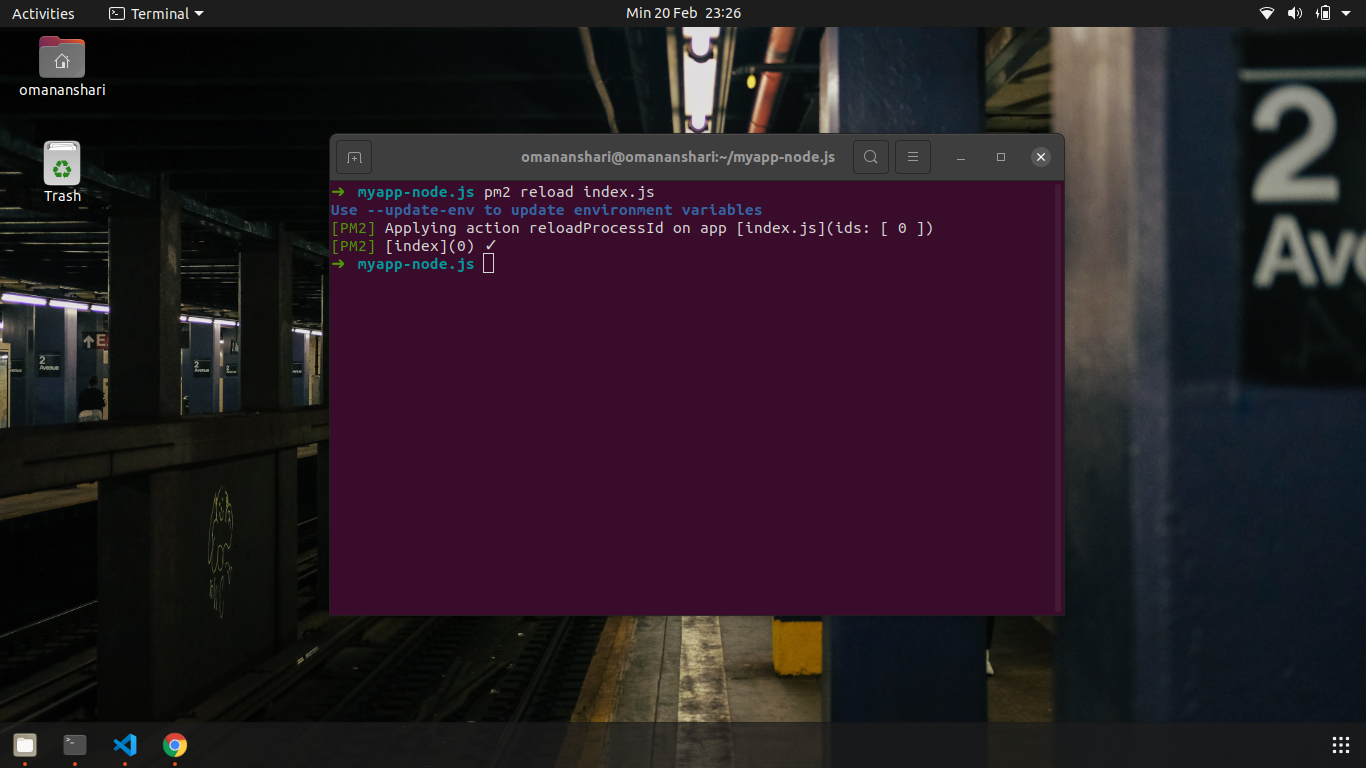 Activities
Terminal
Min 20 Feb 23:26
omananshari
Trash
omananshari@omananshari:~/myapp-node.js
➜ myapp-node.js pm2 reload index.js
Use --update-env to update environment variables
[PM2] Applying action reloadProcessId on app [index.js](ids: [ 0 ])
[PM2] [index](0) ✓
➜ myapp-node.js
2
Av
2
Avenue
2
Avenue